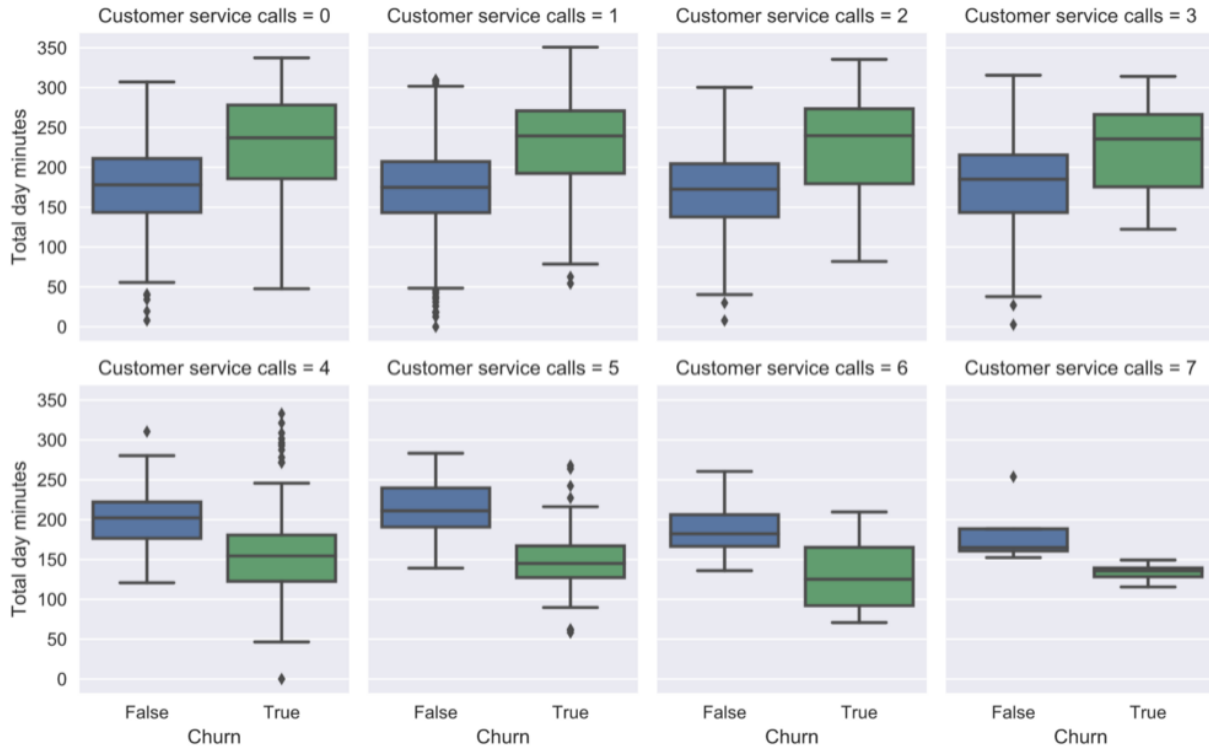 Customer service calls = 0
Customer service calls = 1
Customer service calls = 2
Customer service calls = 3
Total day minutes
350
300
250
200
150
100
50
0
Customer service calls = 4
Customer service calls = 5
Customer service calls = 6
Customer service calls = 7
Total day minutes
350
300
250
200
150
100
50
0
False True
False True
False True
False True
Churn
Churn
Churn
Churn